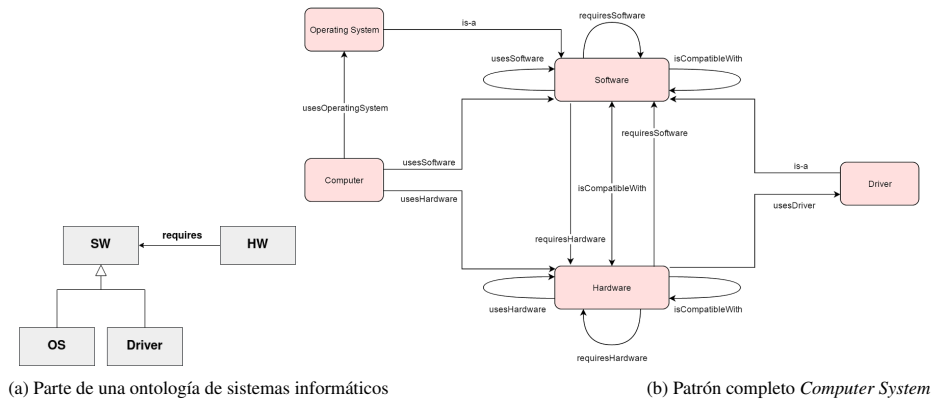 Operating System
is-a
requiresSoftware
usesSoftware
isCompatibleWith
Software
usesOperatingSystem
requiresSoftware
usesSoftware
is-a
Computer
isCompatibleWith
Driver
usesHardware
usesDriver
requires
SW
HW
requiresHardware
Hardware
usesHardware
isCompatibleWith
OS
Driver
requiresHardware
(a) Parte de una ontología de sistemas informáticos
(b) Patrón completo Computer System